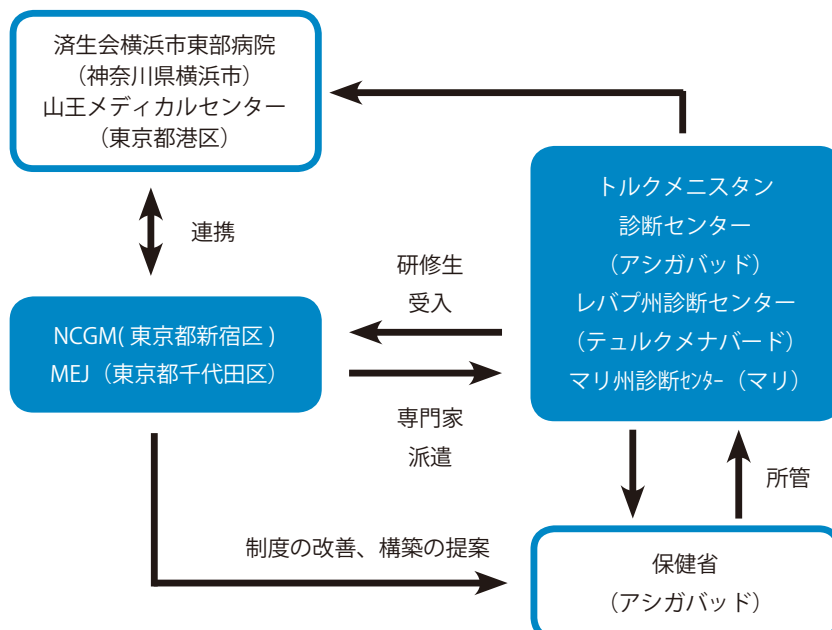 済生会横浜市東部病院
（神奈川県横浜市）
山王メディカルセンター
（東京都港区）
連携
NCGM( 東京都新宿区 )
MEJ（東京都千代田区）
研修生
受入
専門家
派遣
トルクメニスタン
診断センター
（アシガバッド）
レバプ州診断センター
（テュルクメナバード）
マリ州診断ｾﾝﾀｰ（マリ）
所管
制度の改善、構築の提案
保健省
（アシガバッド）